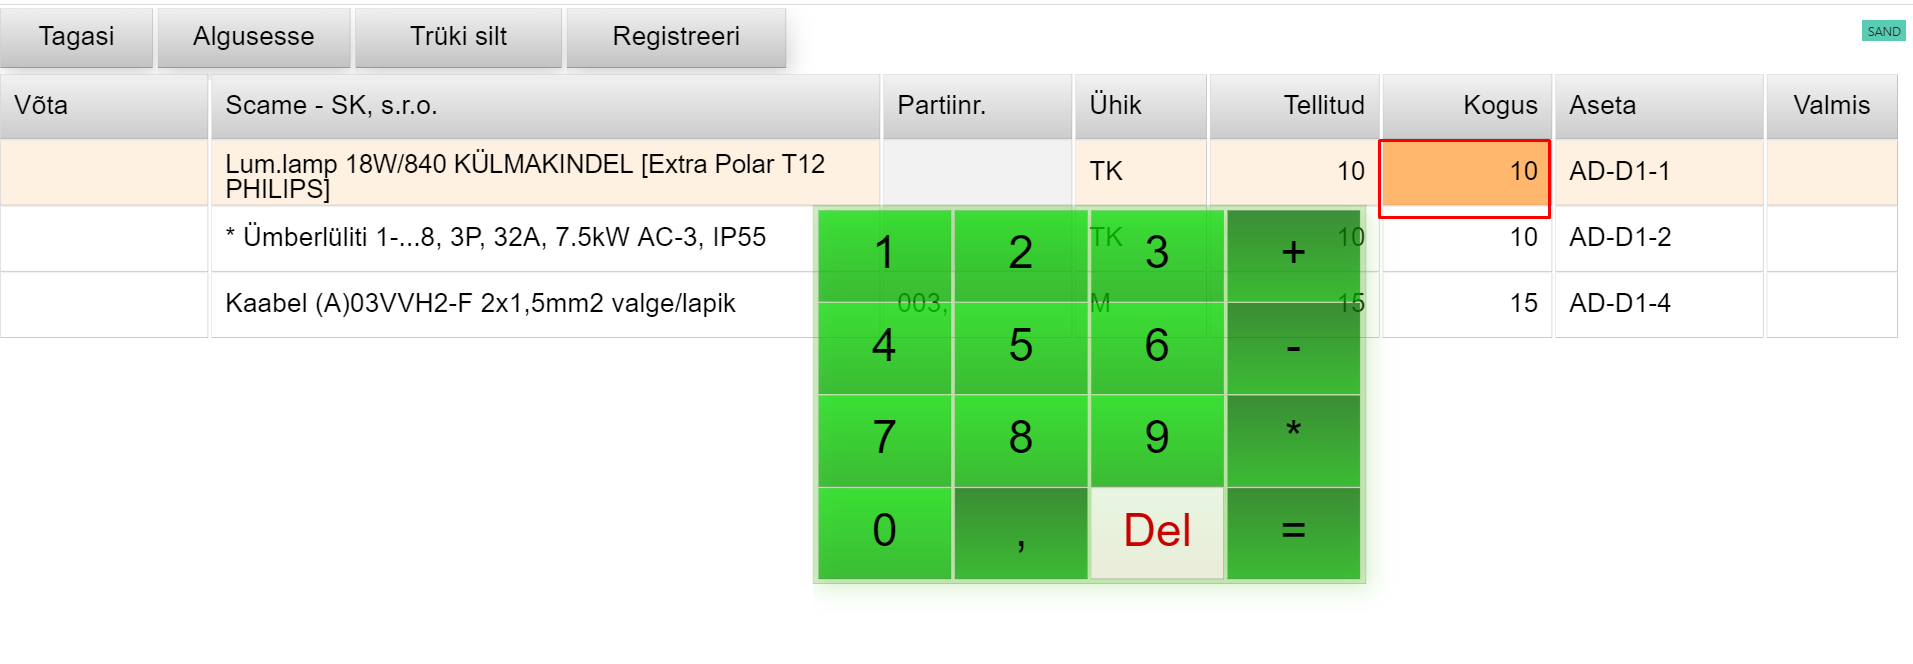 Tagasi Algusesse Trüki silt Registreeri
SAND
Võta Scame - SK, s.r.o. Partiinr. Ühik Tellitud Kogus Aseta Valmis
Lum.lamp 18W/840 KÜLMAKINDEL [Extra Polar T12
PHILIPS] TK 10 10 AD-D1-1
* Ümberlüliti 1-...8, 3P, 32A, 7.5kW AC-3, IP55 TK 10 10 AD-D1-2
Kaabel (A)03VVH2-F 2x1,5mm2 valge/lapik 003, M 15 15 AD-D1-4
1 2 3 +
4 5 6 -
7 8 9 *
0 , Del =